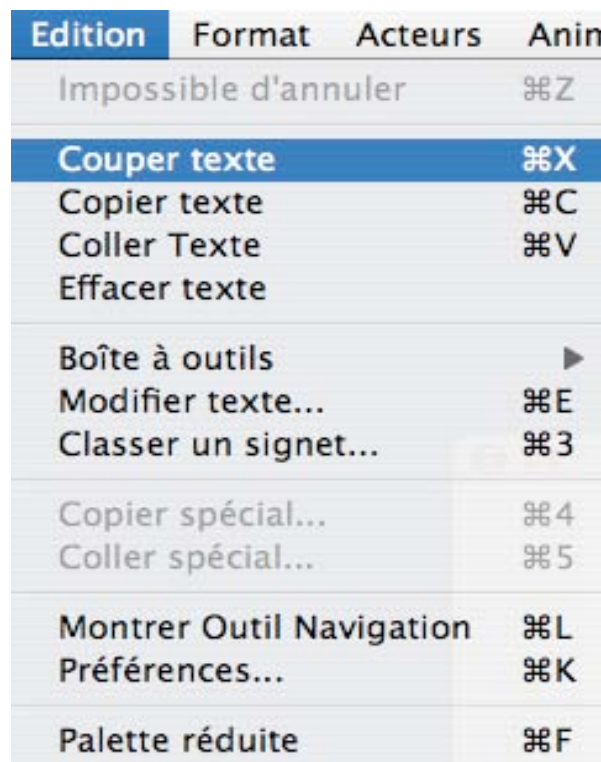 Edition Format Acteurs Anim
Impossible d'annuler ⌘Z
Couper texte ⌘X
Copier texte ⌘C
Coller Texte ⌘V
Effacer texte
Boîte à outils
Modifier texte... ⌘E
Classer un signet... ⌘3
Copier spécial... ⌘4
Coller spécial... ⌘5
Montrer Outil Navigation ⌘L
Préférences... ⌘K
Palette réduite ⌘F